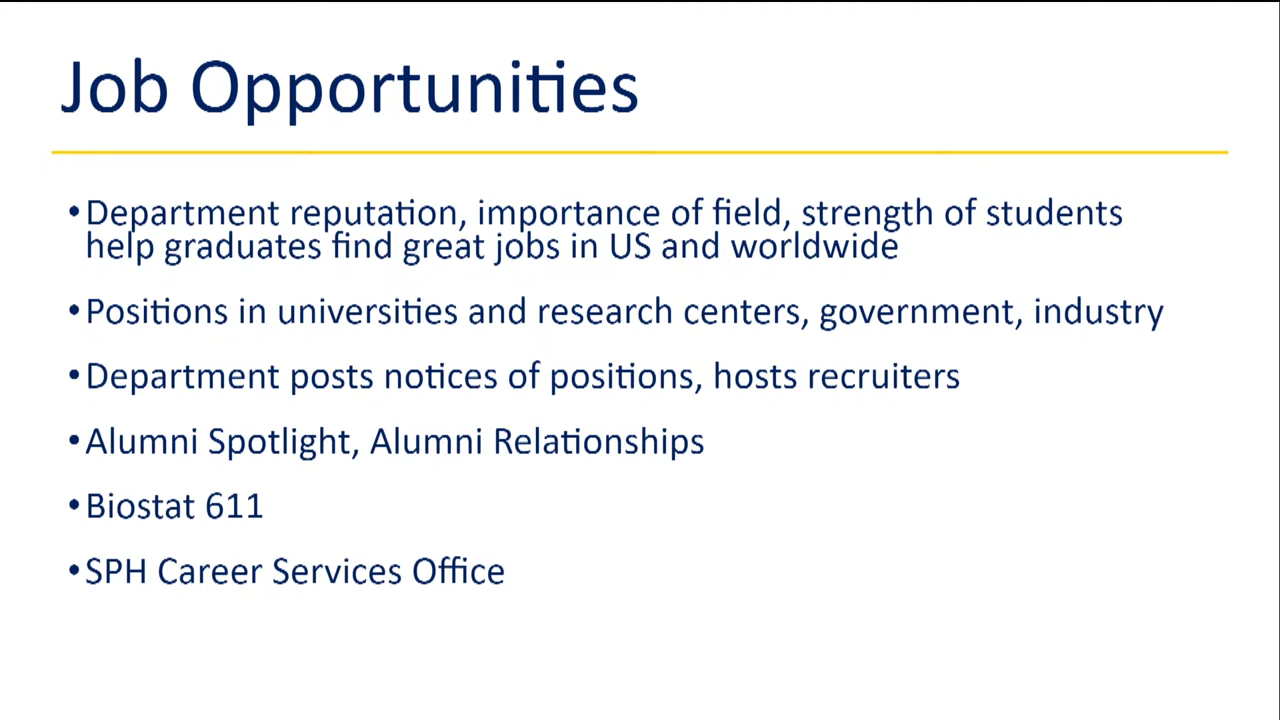 Job Opportunities
•Department reputation, importance of field, strength of students
help graduates find great jobs in US and worldwide
•Positions in universities and research centers, government, industry
•Department posts notices of positions, hosts recruiters
•Alumni Spotlight, Alumni Relationships
•Biostat 611
•SPH Career Services Office